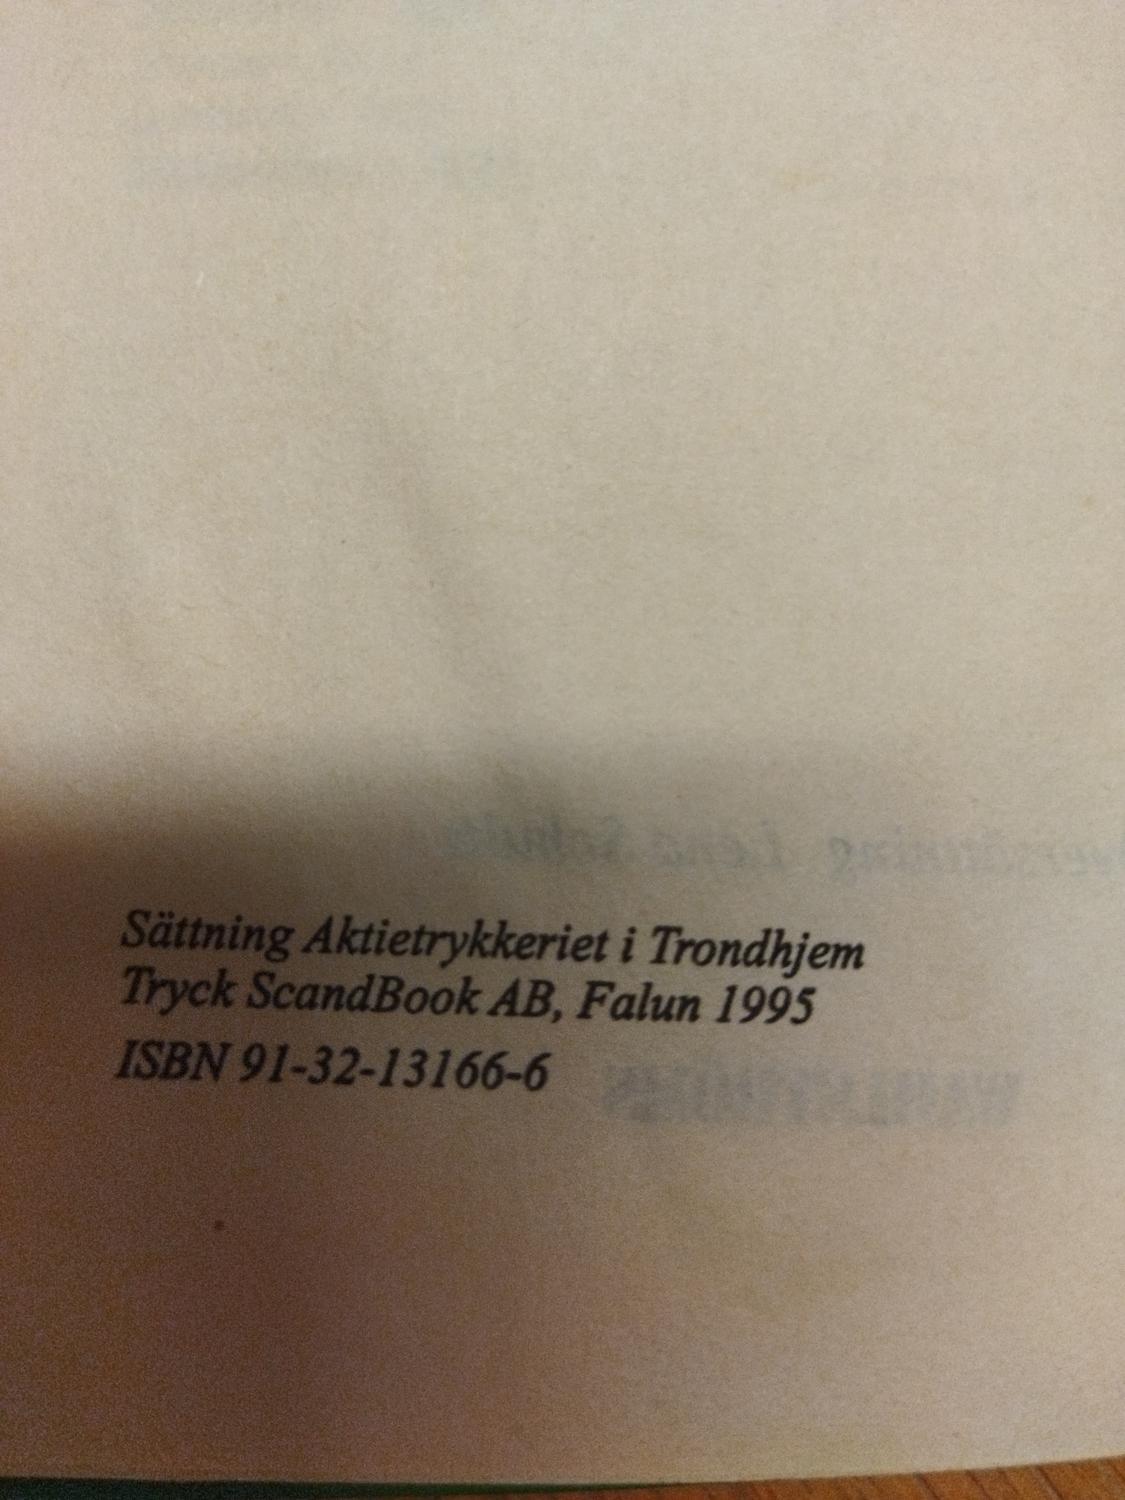 Sättning Aktietrykkeriet i Trondhjem
Tryck ScandBook AB, Falun 1995
ISBN 91-32-13166-6